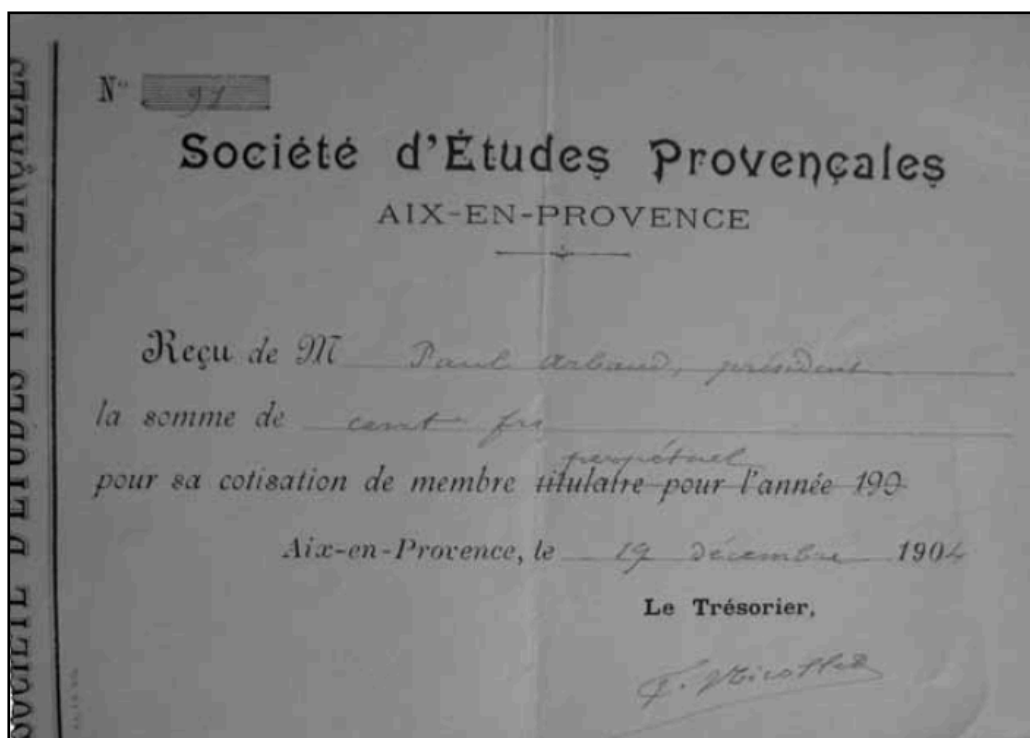 SOCIÉTÉ D'ÉTUDES PROVENÇALES
N° 91
Société d'Études Provençales
AIX-EN-PROVENCE
Reçu de M Paul Arbaud, président
la somme de cent frs
perpétuel
pour sa cotisation de membre titulaire pour l'année 190
Aix-en-Provence, le 19 décembre 1904
Le Trésorier,
F. Nicollet